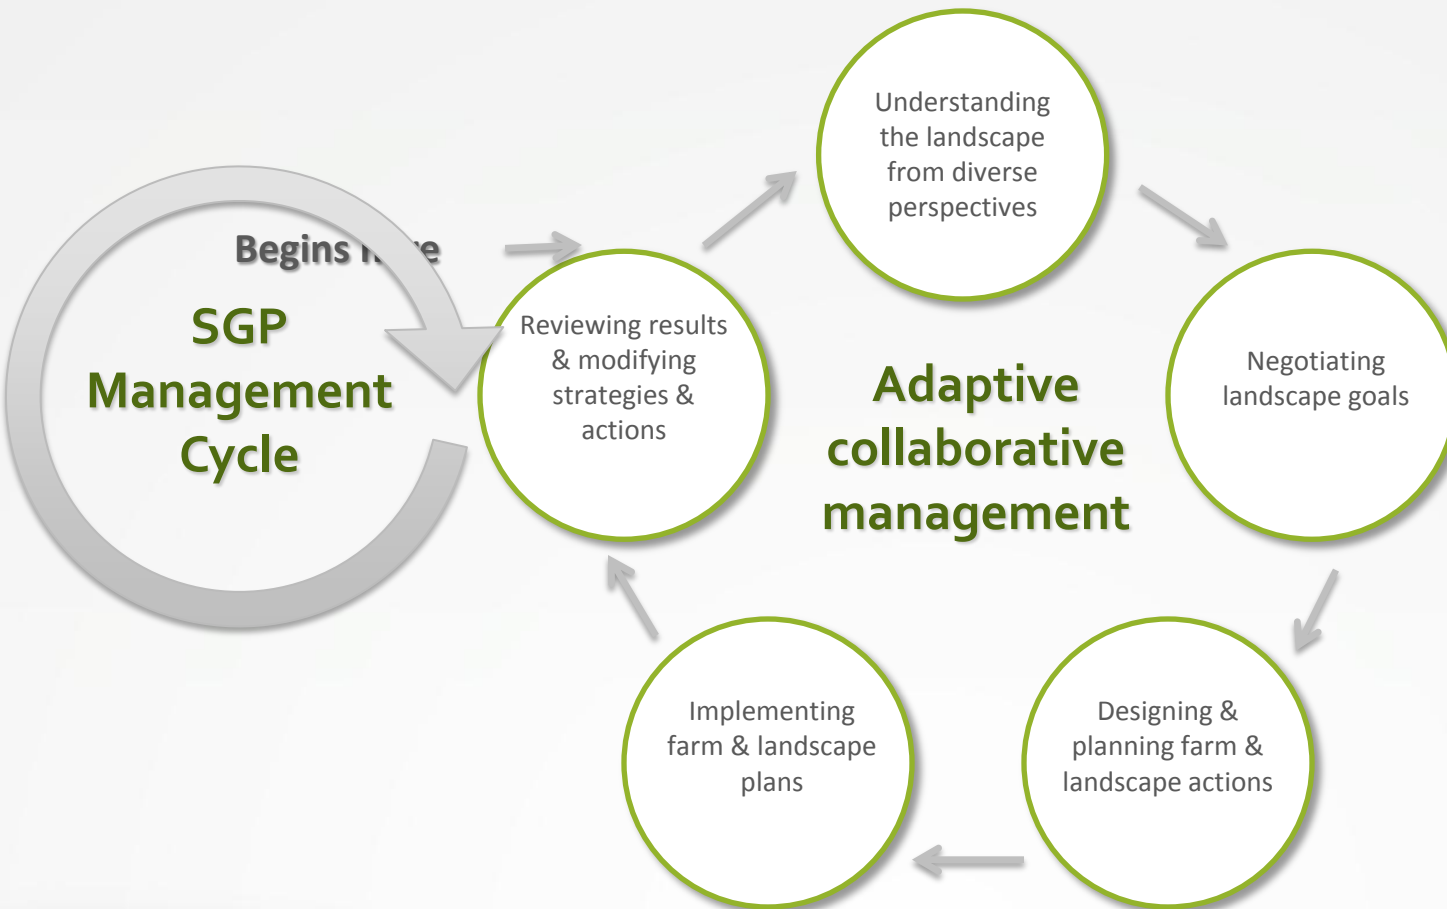 Understanding
the landscape
from diverse
perspectives
Begins
SGP
Management
Cycle
Reviewing results
& modifying
strategies &
actions
Adaptive
collaborative
management
Negotiating
landscape goals
Implementing
farm & landscape
plans
Designing &
planning farm &
landscape actions